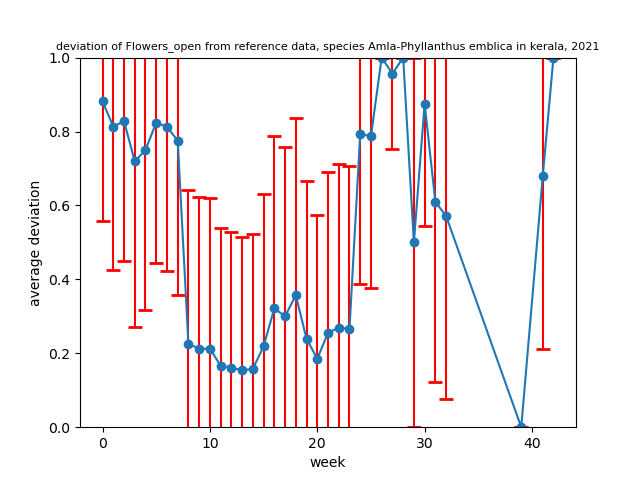 deviation of Flowers_open from reference data, species Amla-Phyllanthus emblica in kerala, 2021
1.0
0.8
0.6
0.4
0.2
0.0
average deviation
0 10 20 30 40
week